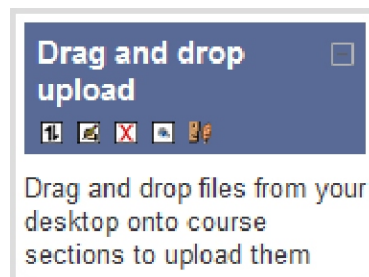 Drag and drop
upload
Drag and drop files from your
desktop onto course
sections to upload them